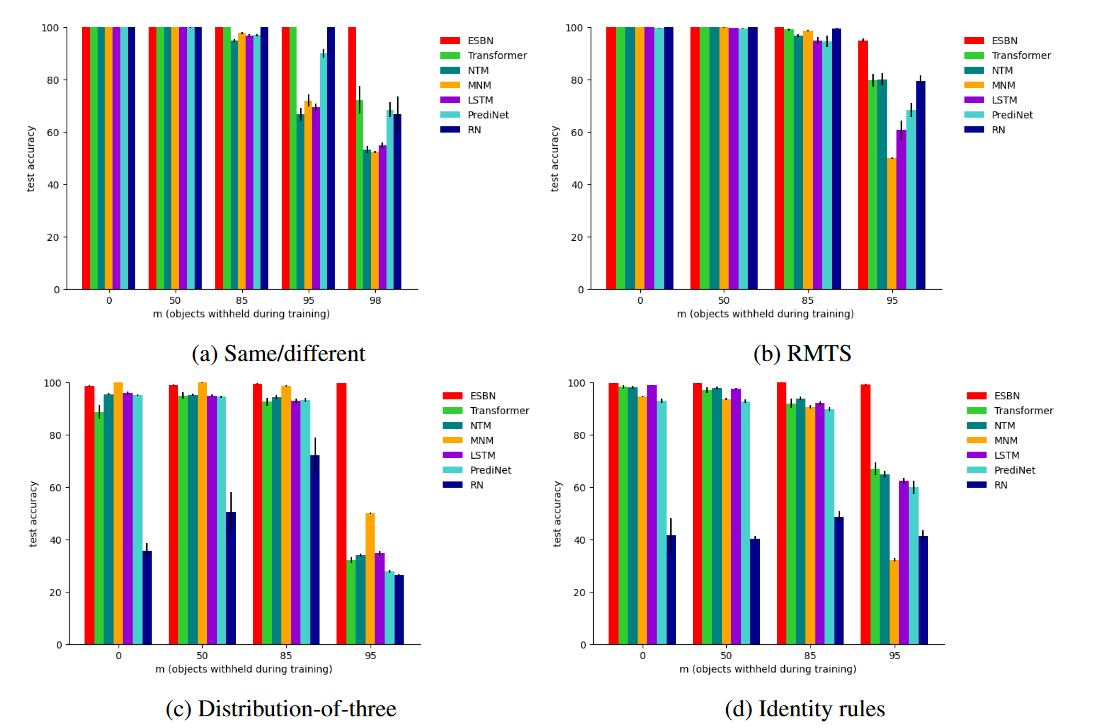 100
80
60
40
20
0
test accuracy
0 50 85 95 98
m (objects withheld during training)
ESBN
Transformer
NTM
MNM
LSTM
PrediNet
RN
(a) Same/different
100
80
60
40
20
0
test accuracy
0 50 85 95
m (objects withheld during training)
ESBN
Transformer
NTM
MNM
LSTM
PrediNet
RN
(b) RMTS
100
80
60
40
20
0
test accuracy
0 50 85 95
m (objects withheld during training)
ESBN
Transformer
NTM
MNM
LSTM
PrediNet
RN
(c) Distribution-of-three
100
80
60
40
20
0
test accuracy
0 50 85 95
m (objects withheld during training)
ESBN
Transformer
NTM
MNM
LSTM
PrediNet
RN
(d) Identity rules